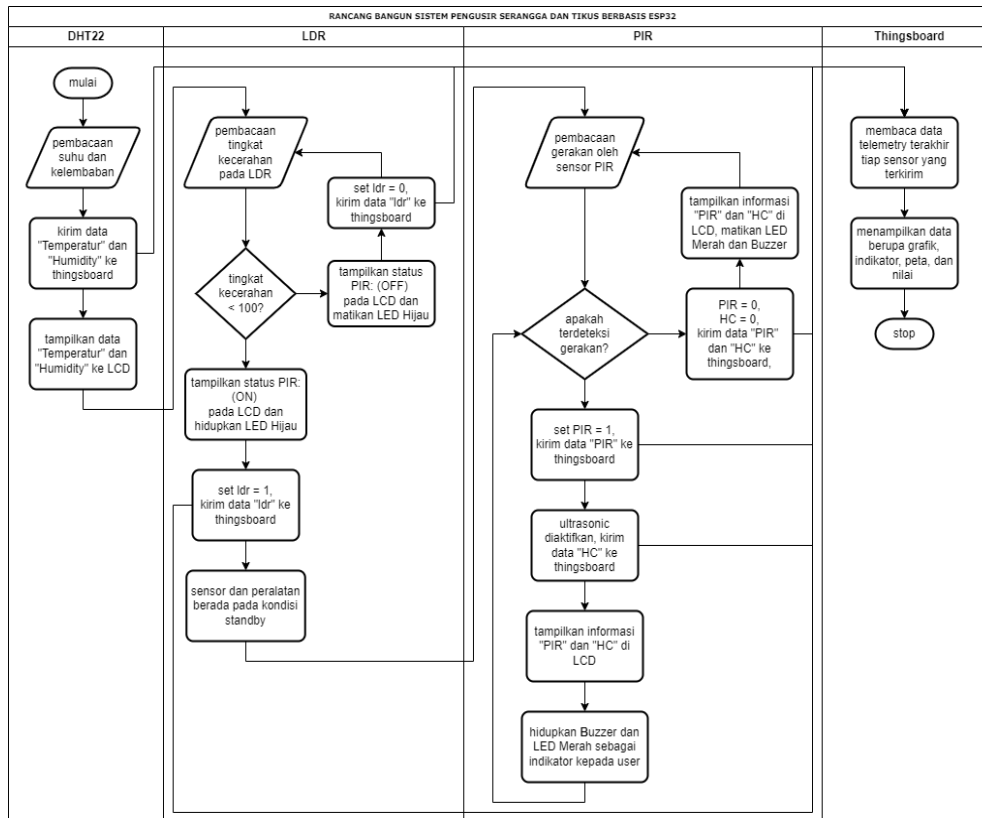 RANCANG BANGUN SISTEM PENGUSIR SERANGGA DAN TIKUS BERBASIS ESP32
DHT22
LDR
PIR
Thingsboard
mulai
pembacaan
suhu dan
kelembaban
kirim data
"Temperatur" dan
"Humidity" ke
thingsboard
tampilkan data
"Temperatur" dan
"Humidity" ke LCD
pembacaan
tingkat
kecerahan
pada LDR
set ldr = 0,
kirim data "ldr" ke
thingsboard
tingkat
kecerahan
< 100?
tampilkan status
PIR: (OFF)
pada LCD dan
matikan LED Hijau
tampilkan status PIR:
(ON)
pada LCD dan
hidupkan LED Hijau
set ldr = 1,
kirim data "ldr" ke
thingsboard
sensor dan peralatan
berada pada kondisi
standby
pembacaan
gerakan oleh
sensor PIR
tampilkan informasi
"PIR" dan "HC" di
LCD, matikan LED
Merah dan Buzzer
apakah
terdeteksi
gerakan?
PIR = 0,
HC = 0,
kirim data "PIR"
dan "HC" ke
thingsboard,
set PIR = 1,
kirim data "PIR" ke
thingsboard
ultrasonic
diaktifkan, kirim
data "HC" ke
thingsboard
tampilkan informasi
"PIR" dan "HC" di
LCD
hidupkan Buzzer dan
LED Merah sebagai
indikator kepada user
membaca data
telemetry terakhir
tiap sensor yang
terkirim
menampilkan data
berupa grafik,
indikator, peta, dan
nilai
stop